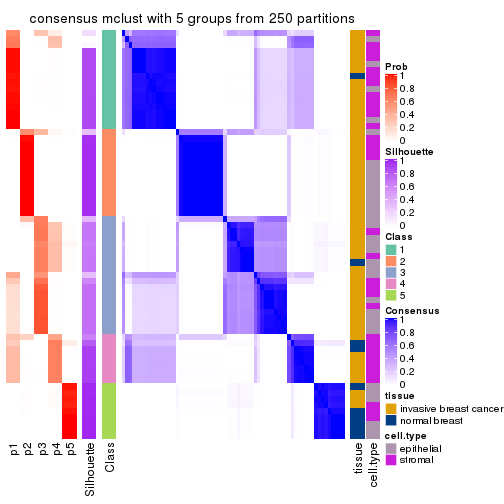 consensus mclust with 5 groups from 250 partitions
Prob
1
0.8
0.6
0.4
0.2
0
Silhouette
1
0.8
0.6
0.4
0.2
0
Class
1
2
3
4
5
Consensus
1
0.8
0.6
0.4
0.2
0
tissue
invasive breast cancer
normal breast
cell.type
epithelial
stromal
p1
p2
p3
p4
p5
Silhouette
Class
tissue
cell.type